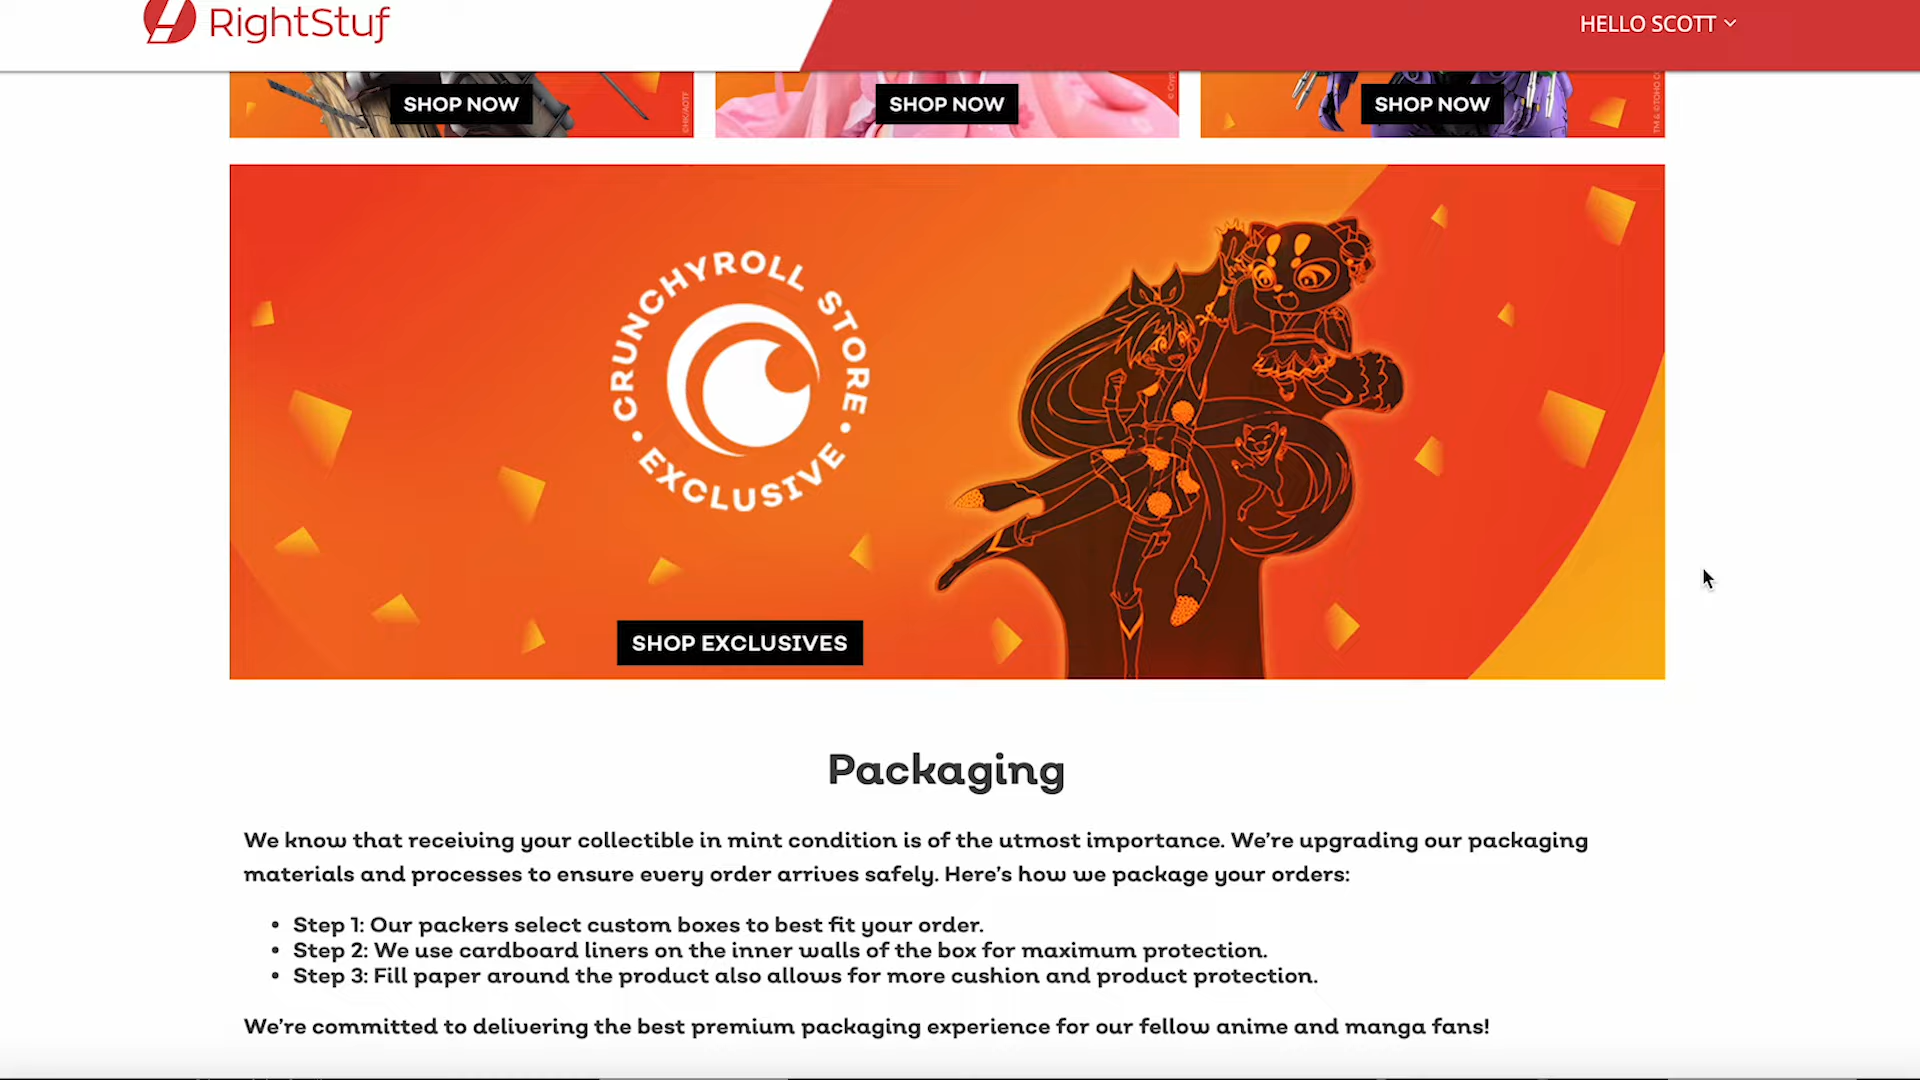 RightStuf
HELLO SCOTT
SHOP NOW
SHOP NOW
SHOP NOW
CRUNCHYROLL STORE
• EXCLUSIVE •
SHOP EXCLUSIVES
Packaging
We know that receiving your collectible in mint condition is of the utmost importance. We’re upgrading our packaging
materials and processes to ensure every order arrives safely. Here’s how we package your orders:
• Step 1: Our packers select custom boxes to best fit your order.
• Step 2: We use cardboard liners on the inner walls of the box for maximum protection.
• Step 3: Fill paper around the product also allows for more cushion and product protection.
We’re committed to delivering the best premium packaging experience for our fellow anime and manga fans!